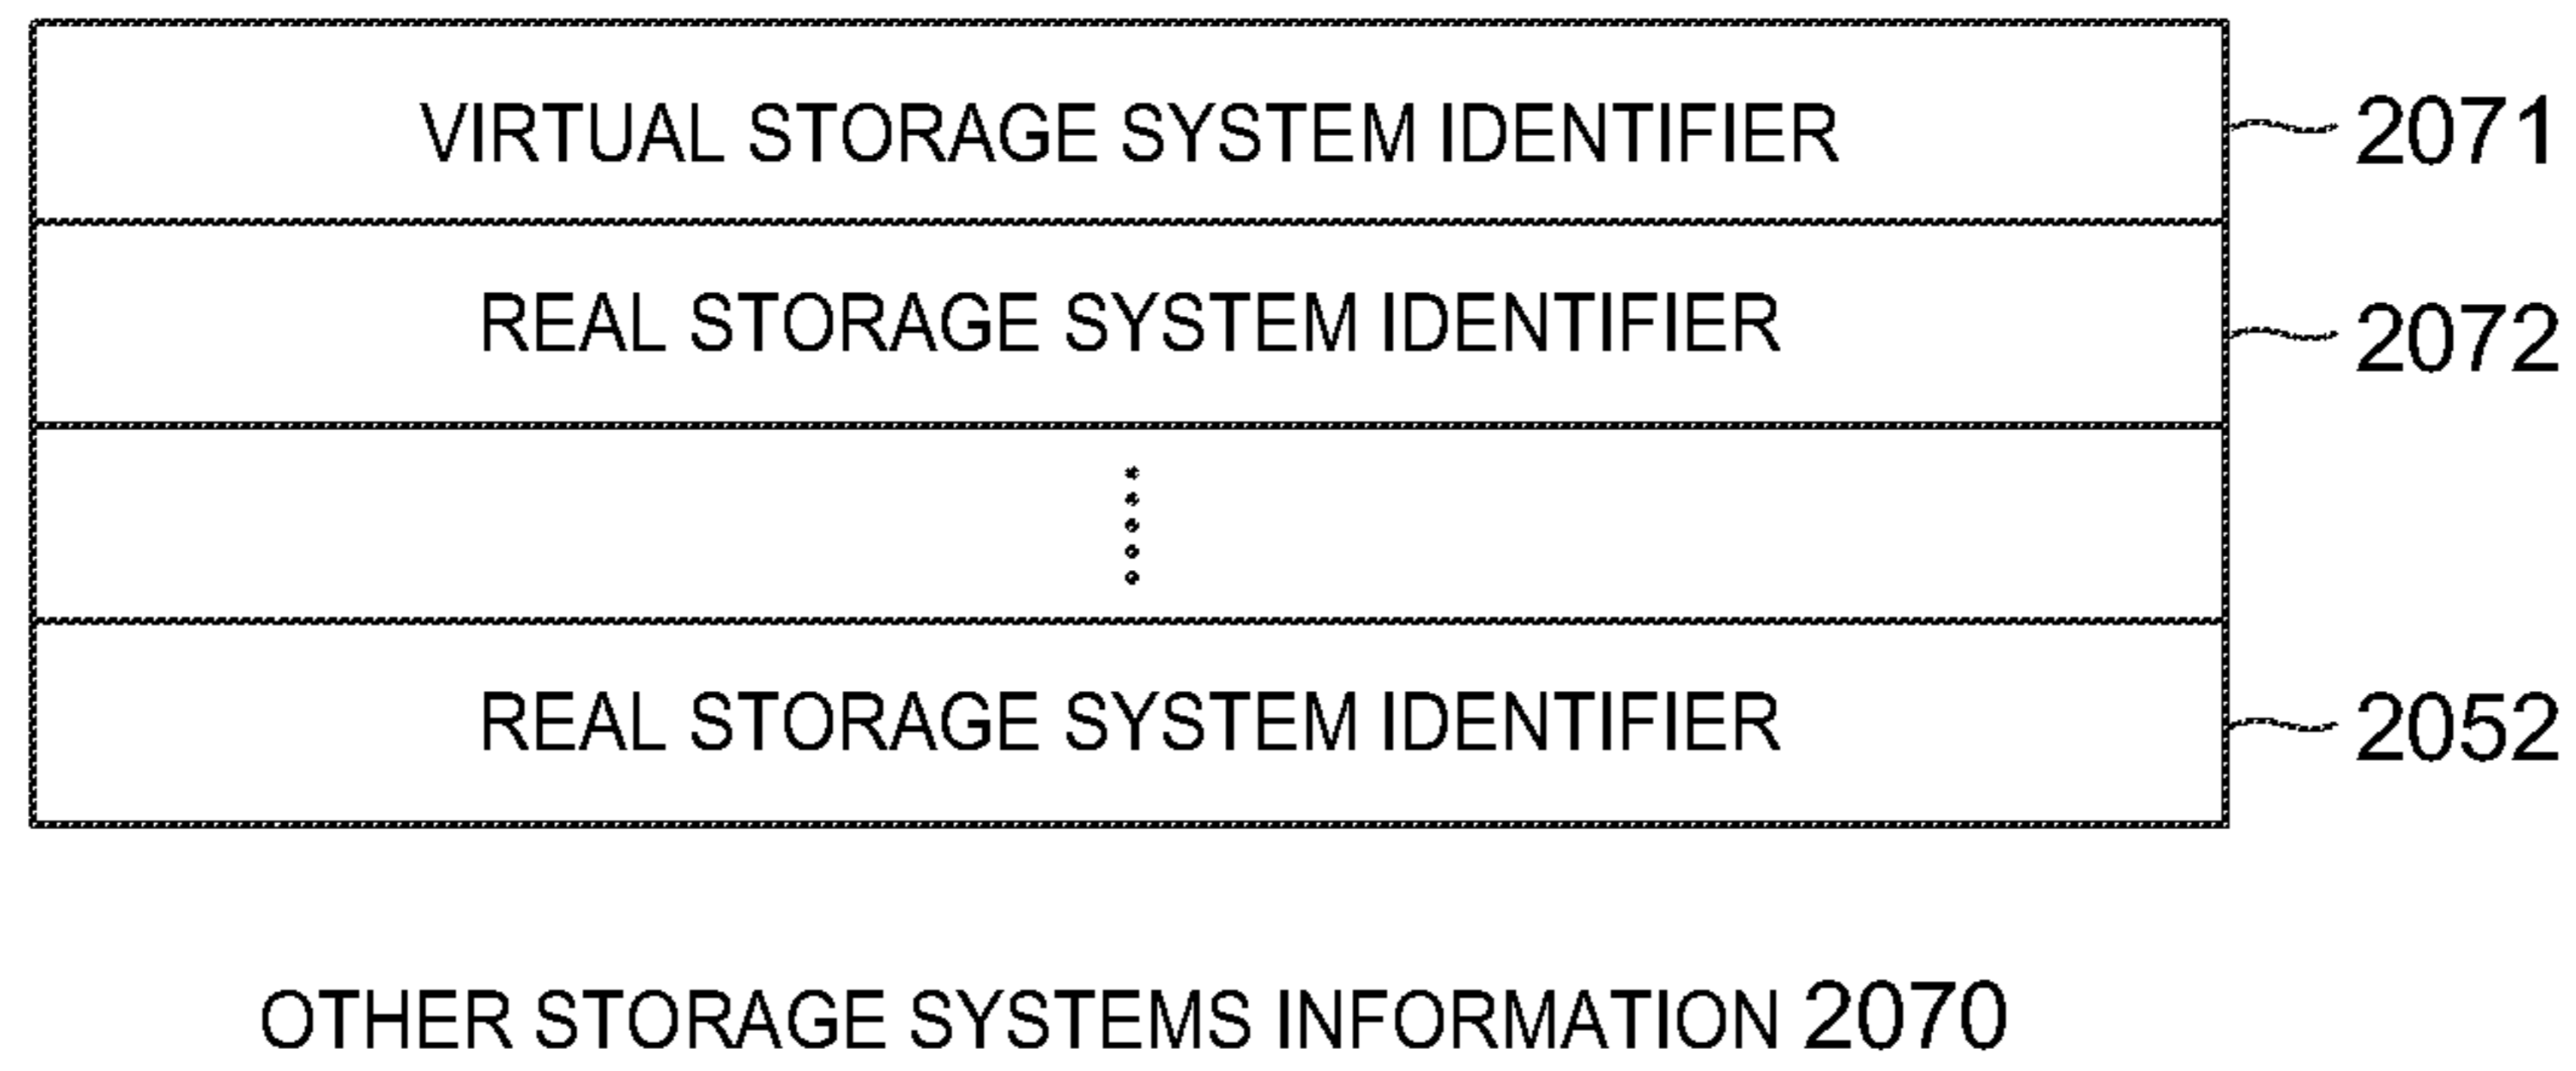 VIRTUAL STORAGE SYSTEM IDENTIFIER 2071
REAL STORAGE SYSTEM IDENTIFIER 2072
REAL STORAGE SYSTEM IDENTIFIER 2052
OTHER STORAGE SYSTEMS INFORMATION 2070